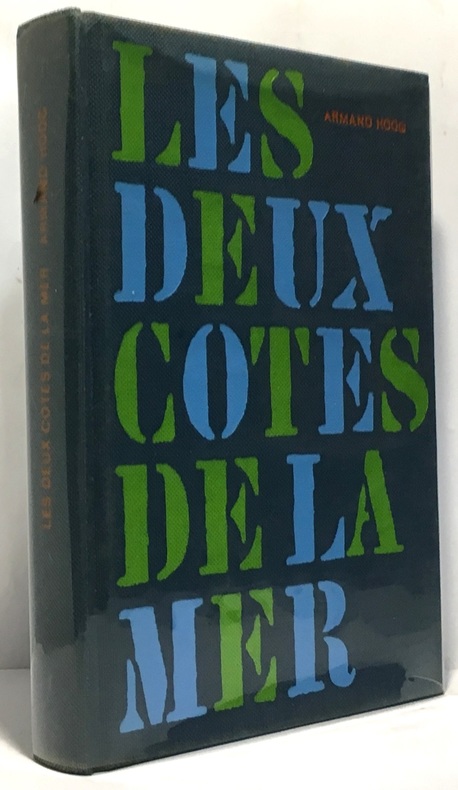 LES
ARMAND HOOG
DEUX
COTES
DE LA
MER
LES DEUX COTES DE LA MER ARMAND HOOG